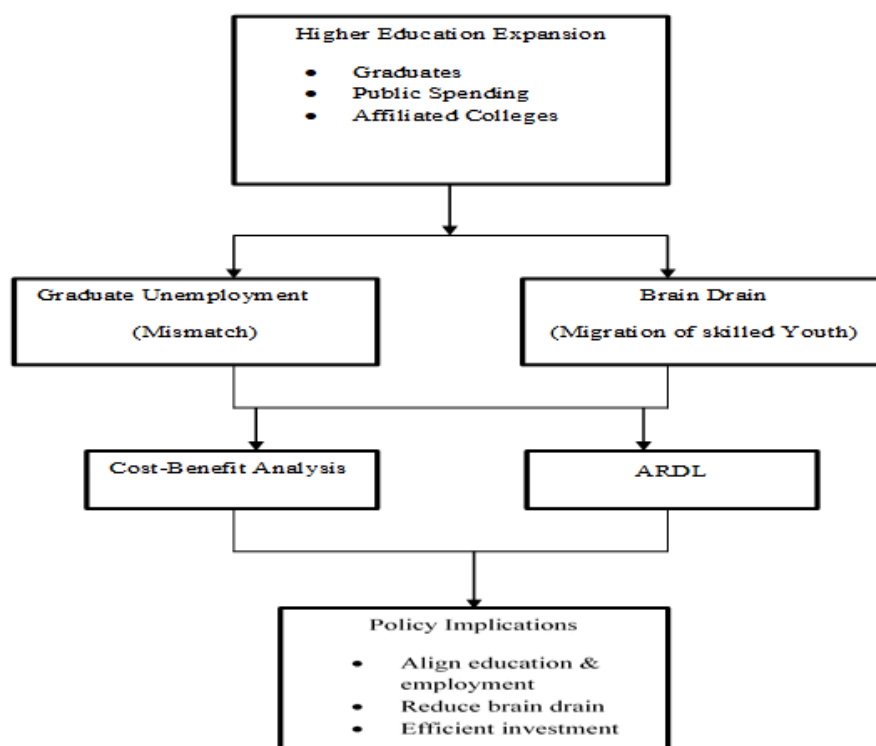 Higher Education Expansion
• Graduates
• Public Spending
• Affiliated Colleges
Graduate Unemployment
(Mismatch)
Brain Drain
(Migration of skilled Youth)
Cost-Benefit Analysis
ARDL
Policy Implications
• Align education &
employment
• Reduce brain drain
• Efficient investment